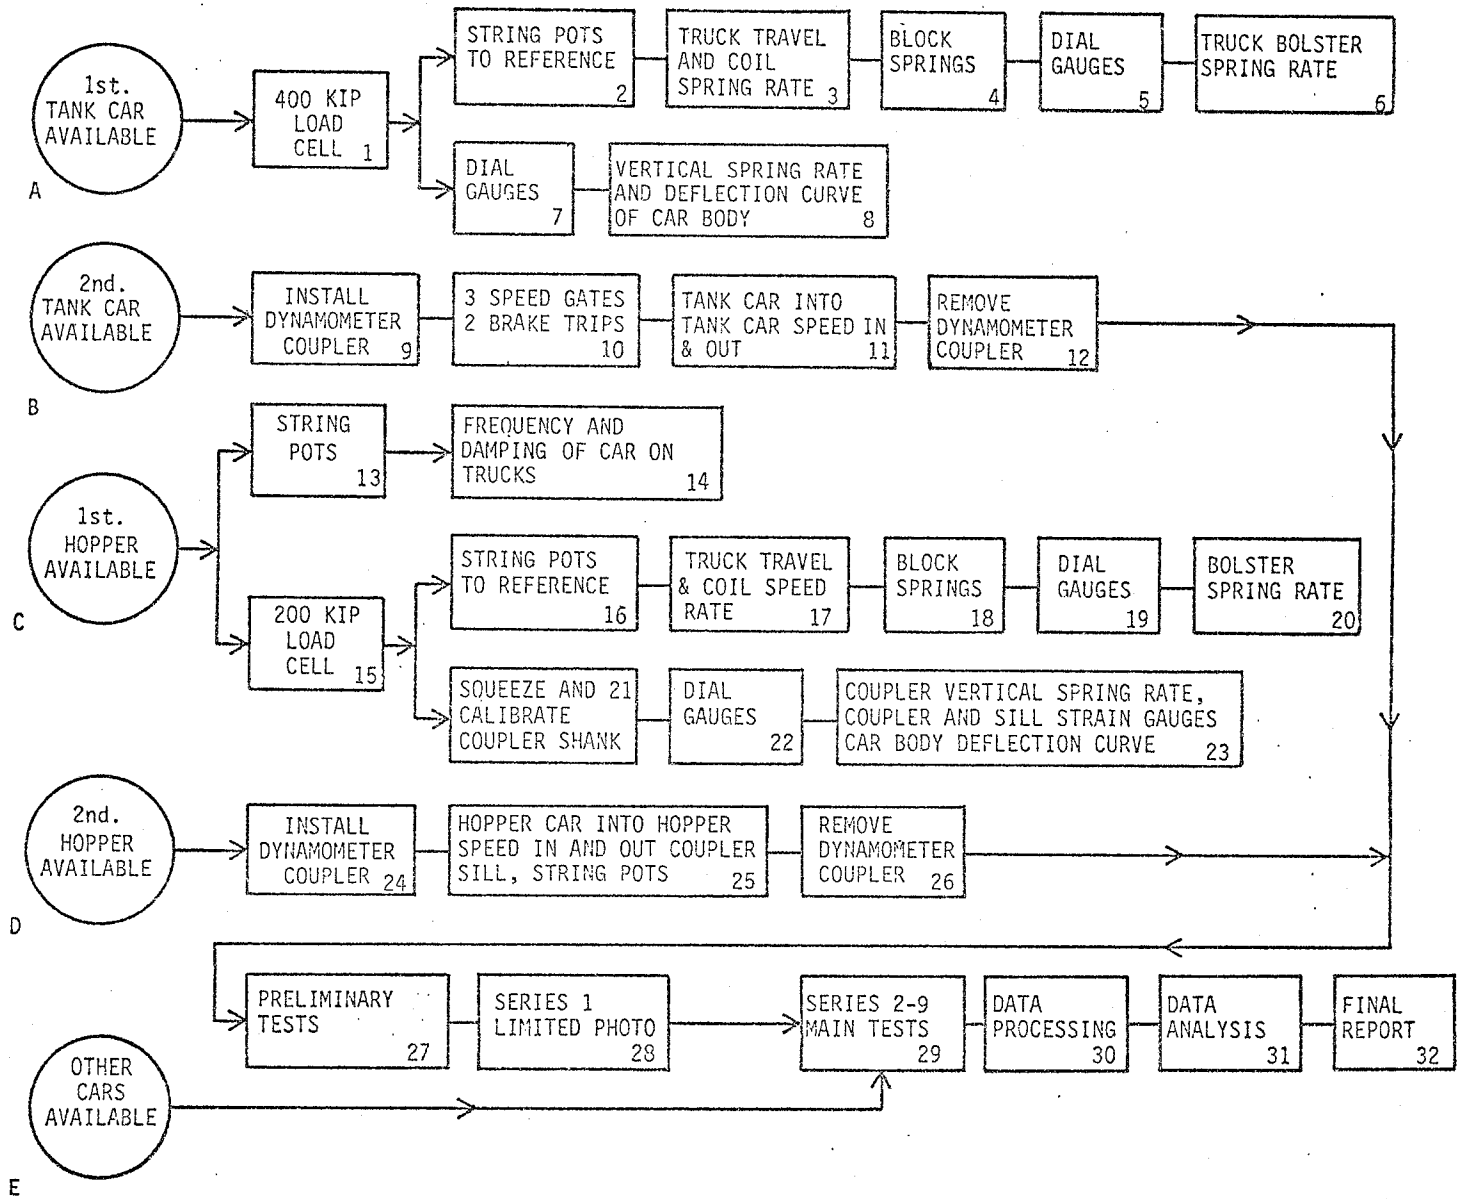 1st.
TANK CAR
AVAILABLE
A
400 KIP
LOAD
CELL 1
STRING POTS
TO REFERENCE
2
TRUCK TRAVEL
AND COIL
SPRING RATE 3
BLOCK
SPRINGS
4
DIAL
GAUGES
5
TRUCK BOLSTER
SPRING RATE
6
DIAL
GAUGES
7
VERTICAL SPRING RATE
AND DEFLECTION CURVE
OF CAR BODY 8
2nd.
TANK CAR
AVAILABLE
B
INSTALL
DYNAMOMETER
COUPLER 9
3 SPEED GATES
2 BRAKE TRIPS
10
TANK CAR INTO
TANK CAR SPEED IN
& OUT 11
REMOVE
DYNAMOMETER
COUPLER 12
1st.
HOPPER
AVAILABLE
C
STRING
POTS
13
FREQUENCY AND
DAMPING OF CAR ON
TRUCKS 14
200 KIP
LOAD
CELL 15
STRING POTS
TO REFERENCE
16
TRUCK TRAVEL
& COIL SPEED
RATE 17
BLOCK
SPRINGS
18
DIAL
GAUGES
19
BOLSTER
SPRING RATE
20
SQUEEZE AND 21
CALIBRATE
COUPLER SHANK
DIAL
GAUGES
22
COUPLER VERTICAL SPRING RATE,
COUPLER AND SILL STRAIN GAUGES
CAR BODY DEFLECTION CURVE 23
2nd.
HOPPER
AVAILABLE
D
INSTALL
DYNAMOMETER
COUPLER 24
HOPPER CAR INTO HOPPER
SPEED IN AND OUT COUPLER
SILL, STRING POTS 25
REMOVE
DYNAMOMETER
COUPLER 26
PRELIMINARY
TESTS
27
SERIES 1
LIMITED PHOTO
28
SERIES 2-9
MAIN TESTS
29
DATA
PROCESSING
30
DATA
ANALYSIS
31
FINAL
REPORT
32
OTHER
CARS
AVAILABLE
E